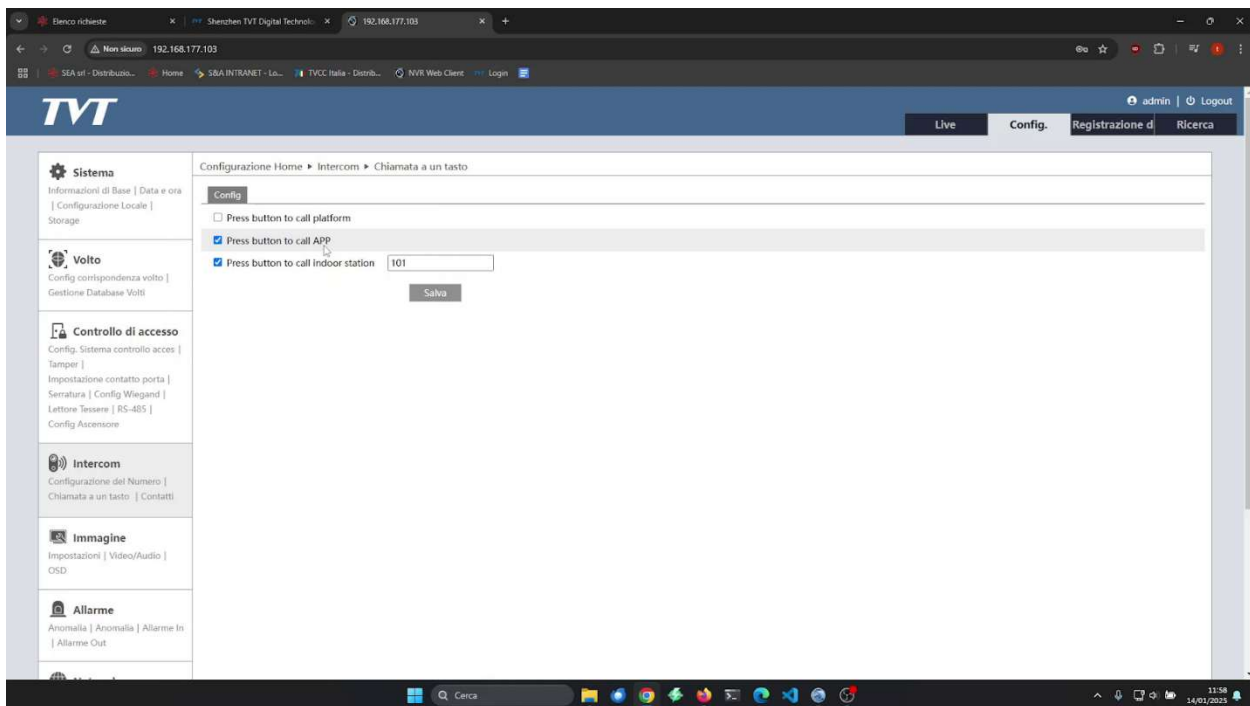 Elenco richieste
Shenzhen TVT Digital Technolo
192.168.177.103
Non sicuro 192.168.177.103
SEA srl - Distribuzio... Home S&A INTRANET - Lo... TVCC Italia - Distrib... NVR Web Client Login
TVT
admin | Logout
Live Config. Registrazione d Ricerca
Sistema
Informazioni di Base | Data e ora
| Configurazione Locale |
Storage
Volto
Config corrispondenza volto |
Gestione Database Volti
Controllo di accesso
Config. Sistema controllo acces |
Tamper |
Impostazione contatto porta |
Serratura | Config Wiegand |
Lettore Tessere | RS-485 |
Config Ascensore
Intercom
Configurazione del Numero |
Chiamata a un tasto | Contatti
Immagine
Impostazioni | Video/Audio |
OSD
Allarme
Anomalia | Anomalia | Allarme In
| Allarme Out
Configurazione Home ▸ Intercom ▸ Chiamata a un tasto
Config
Press button to call platform
Press button to call APP
Press button to call indoor station 101
Salva
Cerca
11:58
14/01/2025